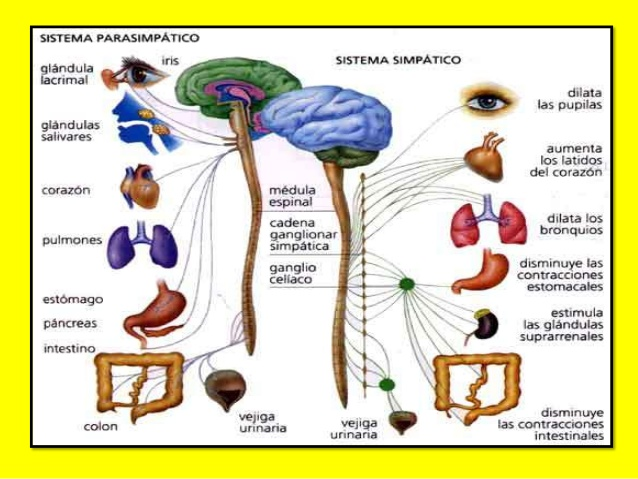 SISTEMA PARASIMPÁTICO
iris
glándula
lacrimal
glándulas
salivares
corazón
pulmones
estómago
páncreas
intestino
colon
vejiga
urinaria
médula
espinal
cadena
ganglionar
simpática
ganglio
celíaco
SISTEMA SIMPÁTICO
dilata
las pupilas
aumenta
los latidos
del corazón
dilata los
bronquios
disminuye las
contracciones
estomacales
estimula
las glándulas
suprarrenales
vejiga
urinaria
disminuye
las contracciones
intestinales